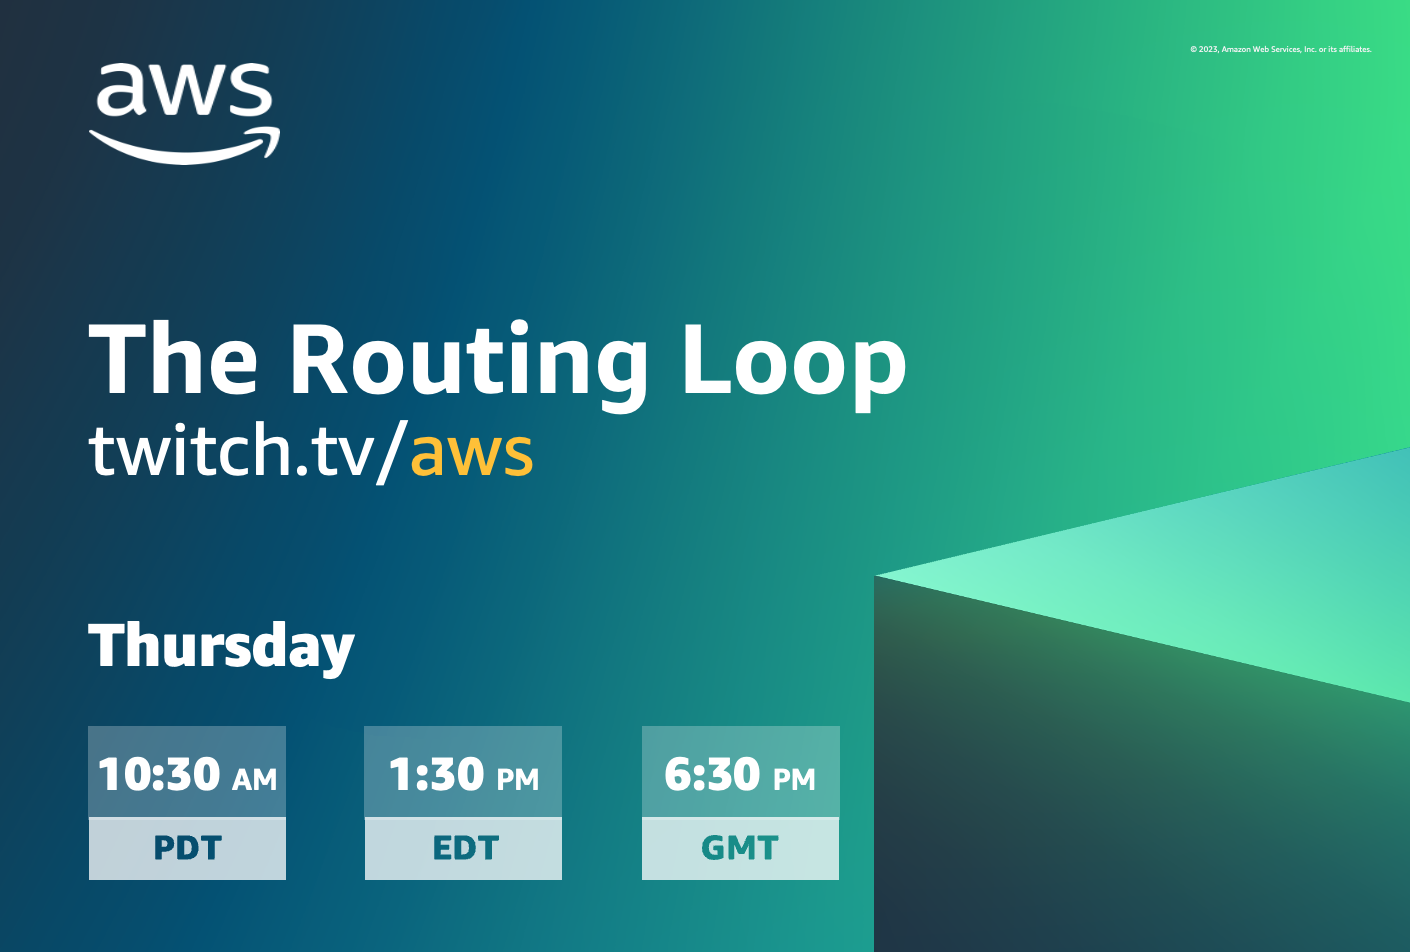 © 2023, Amazon Web Services, Inc. or its affiliates.
aws
The Routing Loop
twitch.tv/aws
Thursday
10:30 AM
PDT
1:30 PM
EDT
6:30 PM
GMT